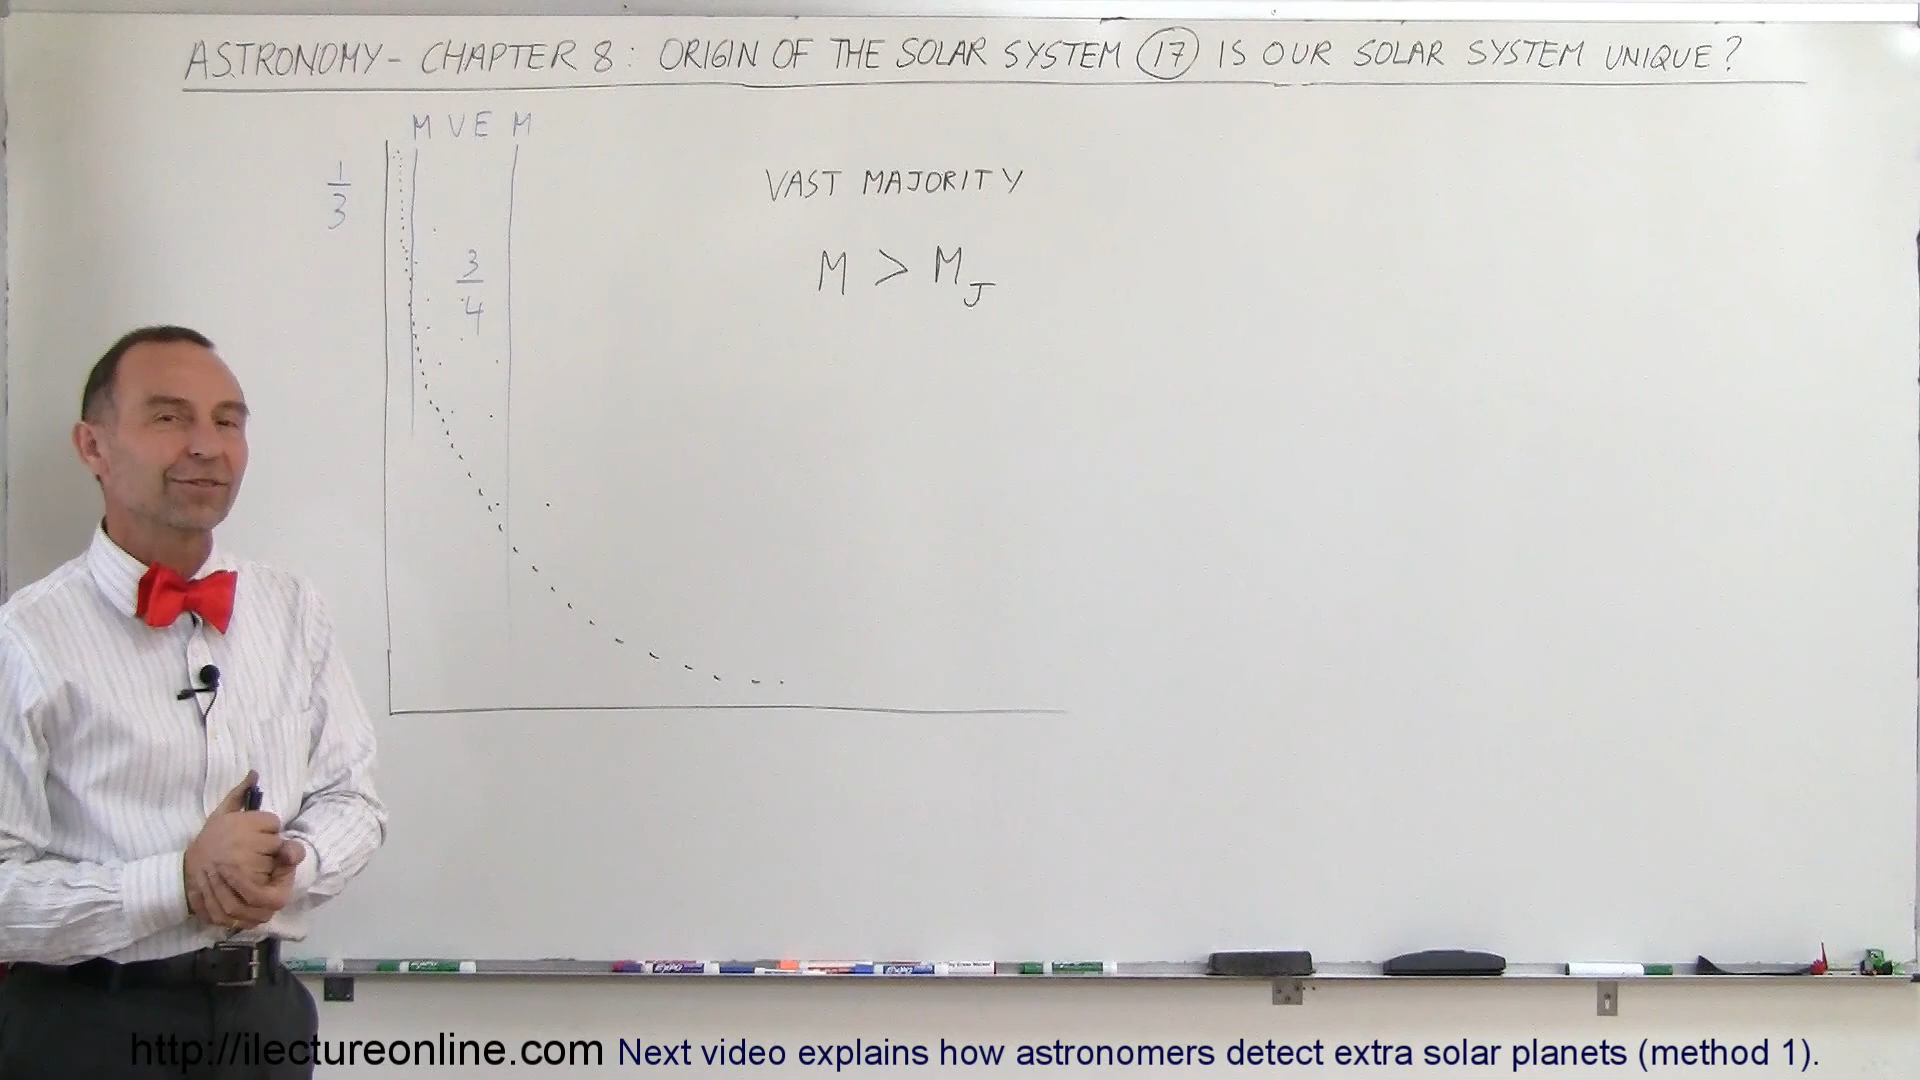 ASTRONOMY - CHAPTER 8: ORIGIN OF THE SOLAR SYSTEM 17 IS OUR SOLAR SYSTEM UNIQUE?
M V E M
1/3
VAST MAJORITY
3/4
M > M_J
http://ilectureonline.com Next video explains how astronomers detect extra solar planets (method 1).